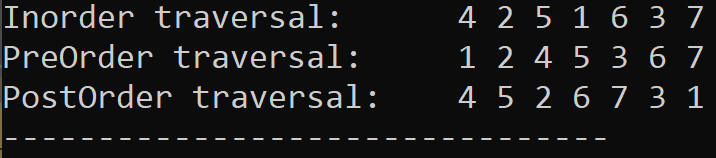 Inorder traversal:     4 2 5 1 6 3 7
PreOrder traversal:    1 2 4 5 3 6 7
PostOrder traversal:   4 5 2 6 7 3 1
--------------------------------